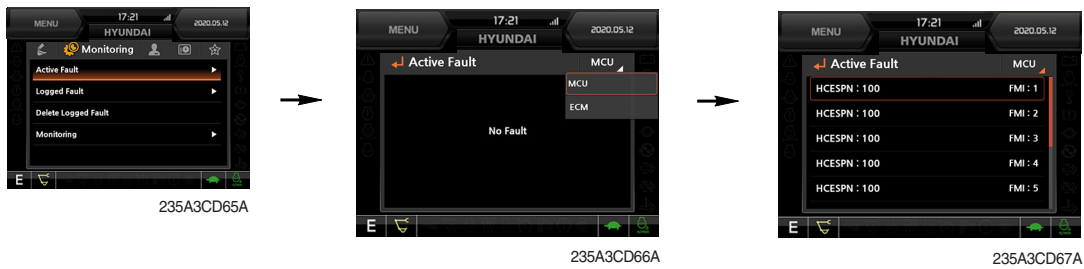 MENU
17:21
2020.05.12
HYUNDAI
Monitoring
Active Fault
Logged Fault
Delete Logged Fault
Monitoring
E
235A3CD65A
MENU
17:21
2020.05.12
HYUNDAI
Active Fault
MCU
MCU
ECM
No Fault
E
235A3CD66A
MENU
17:21
2020.05.12
HYUNDAI
Active Fault
MCU
HCESPN : 100 FMI : 1
HCESPN : 100 FMI : 2
HCESPN : 100 FMI : 3
HCESPN : 100 FMI : 4
HCESPN : 100 FMI : 5
E
235A3CD67A